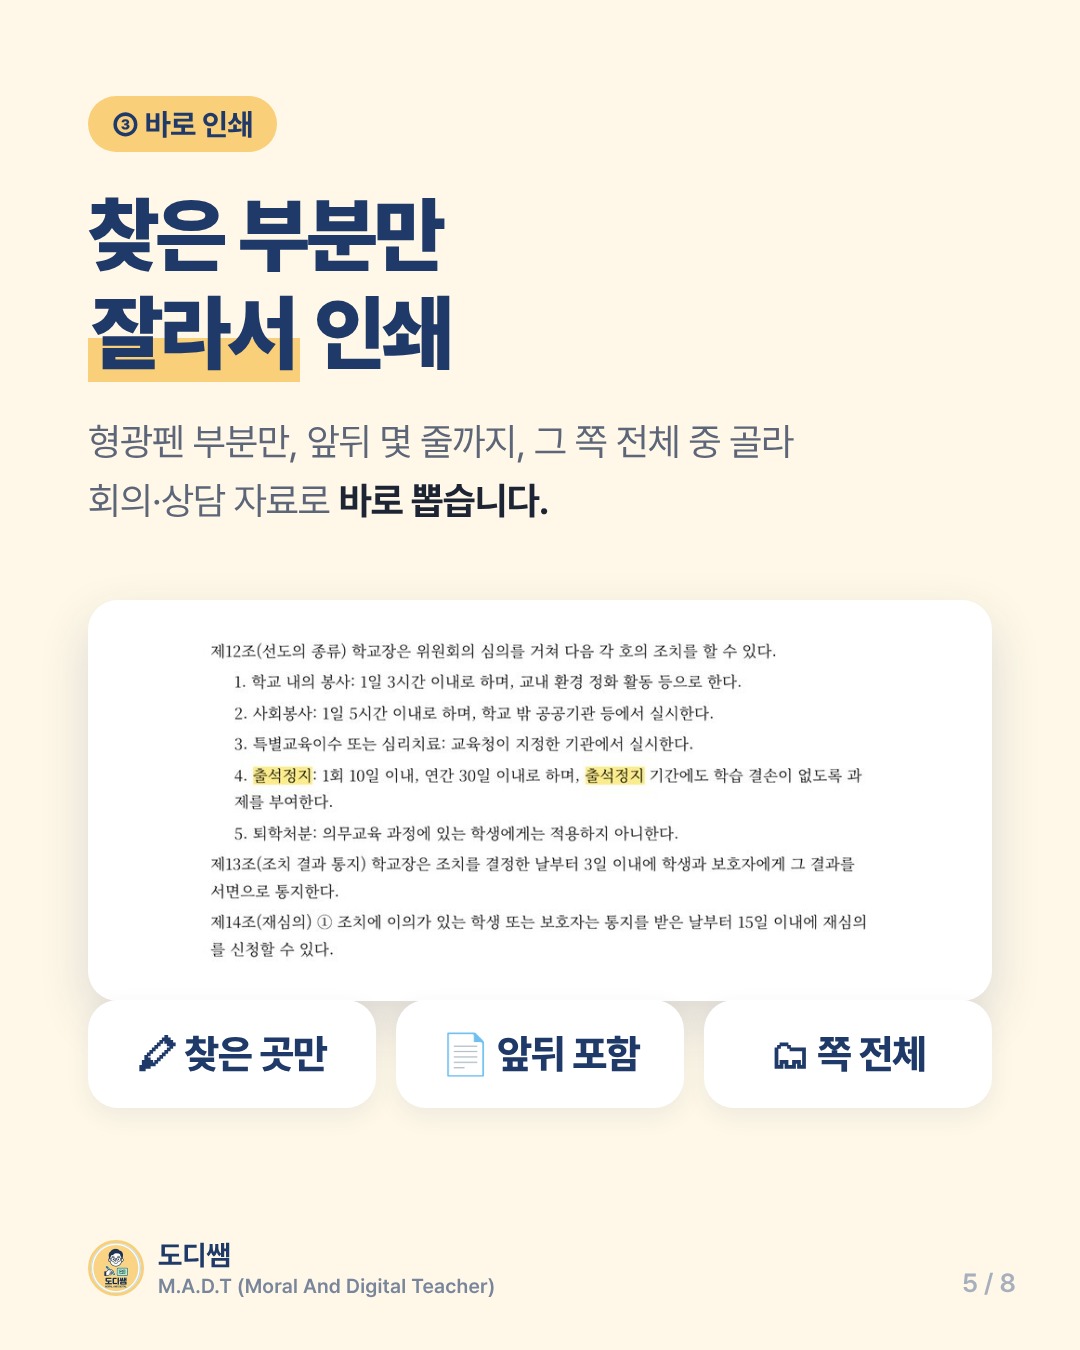 ③ 바로 인쇄
찾은 부분만
잘라서 인쇄
형광펜 부분만, 앞뒤 몇 줄까지, 그 쪽 전체 중 골라
회의·상담 자료로 바로 뽑습니다.
제12조(선도의 종류) 학교장은 위원회의 심의를 거쳐 다음 각 호의 조치를 할 수 있다.
1. 학교 내의 봉사: 1일 3시간 이내로 하며, 교내 환경 정화 활동 등으로 한다.
2. 사회봉사: 1일 5시간 이내로 하며, 학교 밖 공공기관 등에서 실시한다.
3. 특별교육이수 또는 심리치료: 교육청이 지정한 기관에서 실시한다.
4. 출석정지: 1회 10일 이내, 연간 30일 이내로 하며, 출석정지 기간에도 학습 결손이 없도록 과
제를 부여한다.
5. 퇴학처분: 의무교육 과정에 있는 학생에게는 적용하지 아니한다.
제13조(조치 결과 통지) 학교장은 조치를 결정한 날부터 3일 이내에 학생과 보호자에게 그 결과를
서면으로 통지한다.
제14조(재심의) ① 조치에 이의가 있는 학생 또는 보호자는 통지를 받은 날부터 15일 이내에 재심의
를 신청할 수 있다.
찾은 곳만
앞뒤 포함
쪽 전체
도디쌤
도디쌤
M.A.D.T (Moral And Digital Teacher)
5 / 8